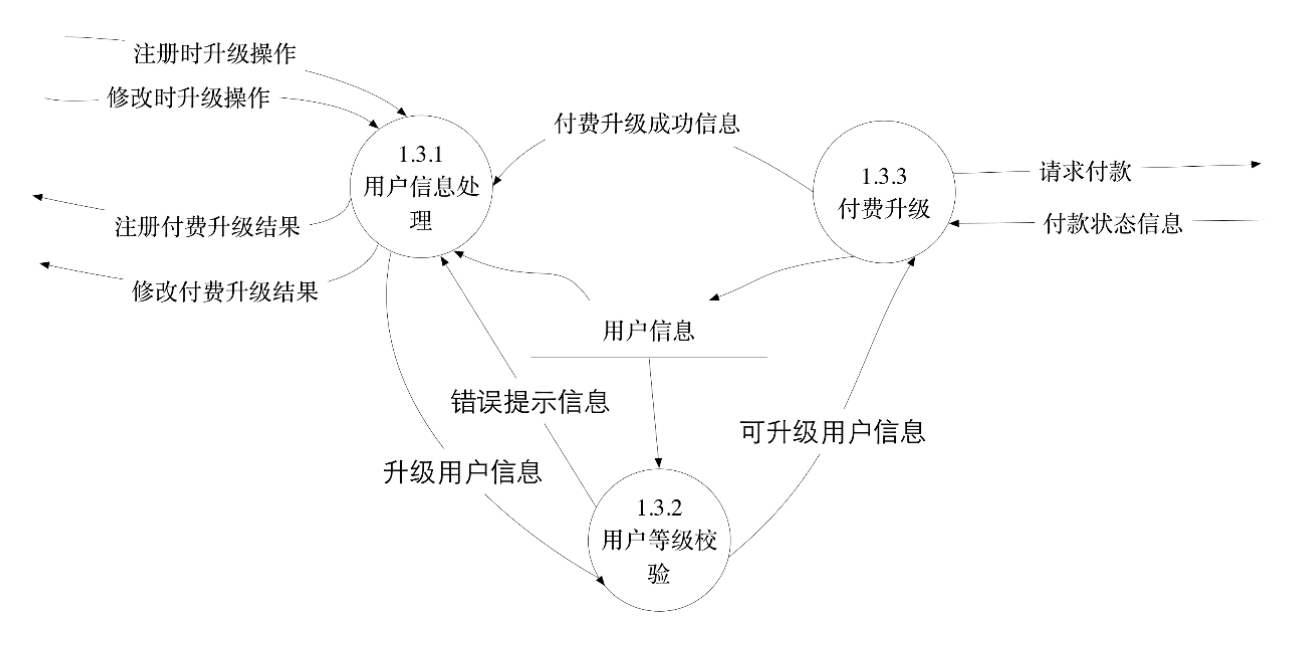 注册时升级操作
修改时升级操作
付费升级成功信息
1.3.1
用户信息处
理
1.3.3
付费升级
请求付款
付款状态信息
注册付费升级结果
修改付费升级结果
用户信息
错误提示信息
可升级用户信息
升级用户信息
1.3.2
用户等级校
验